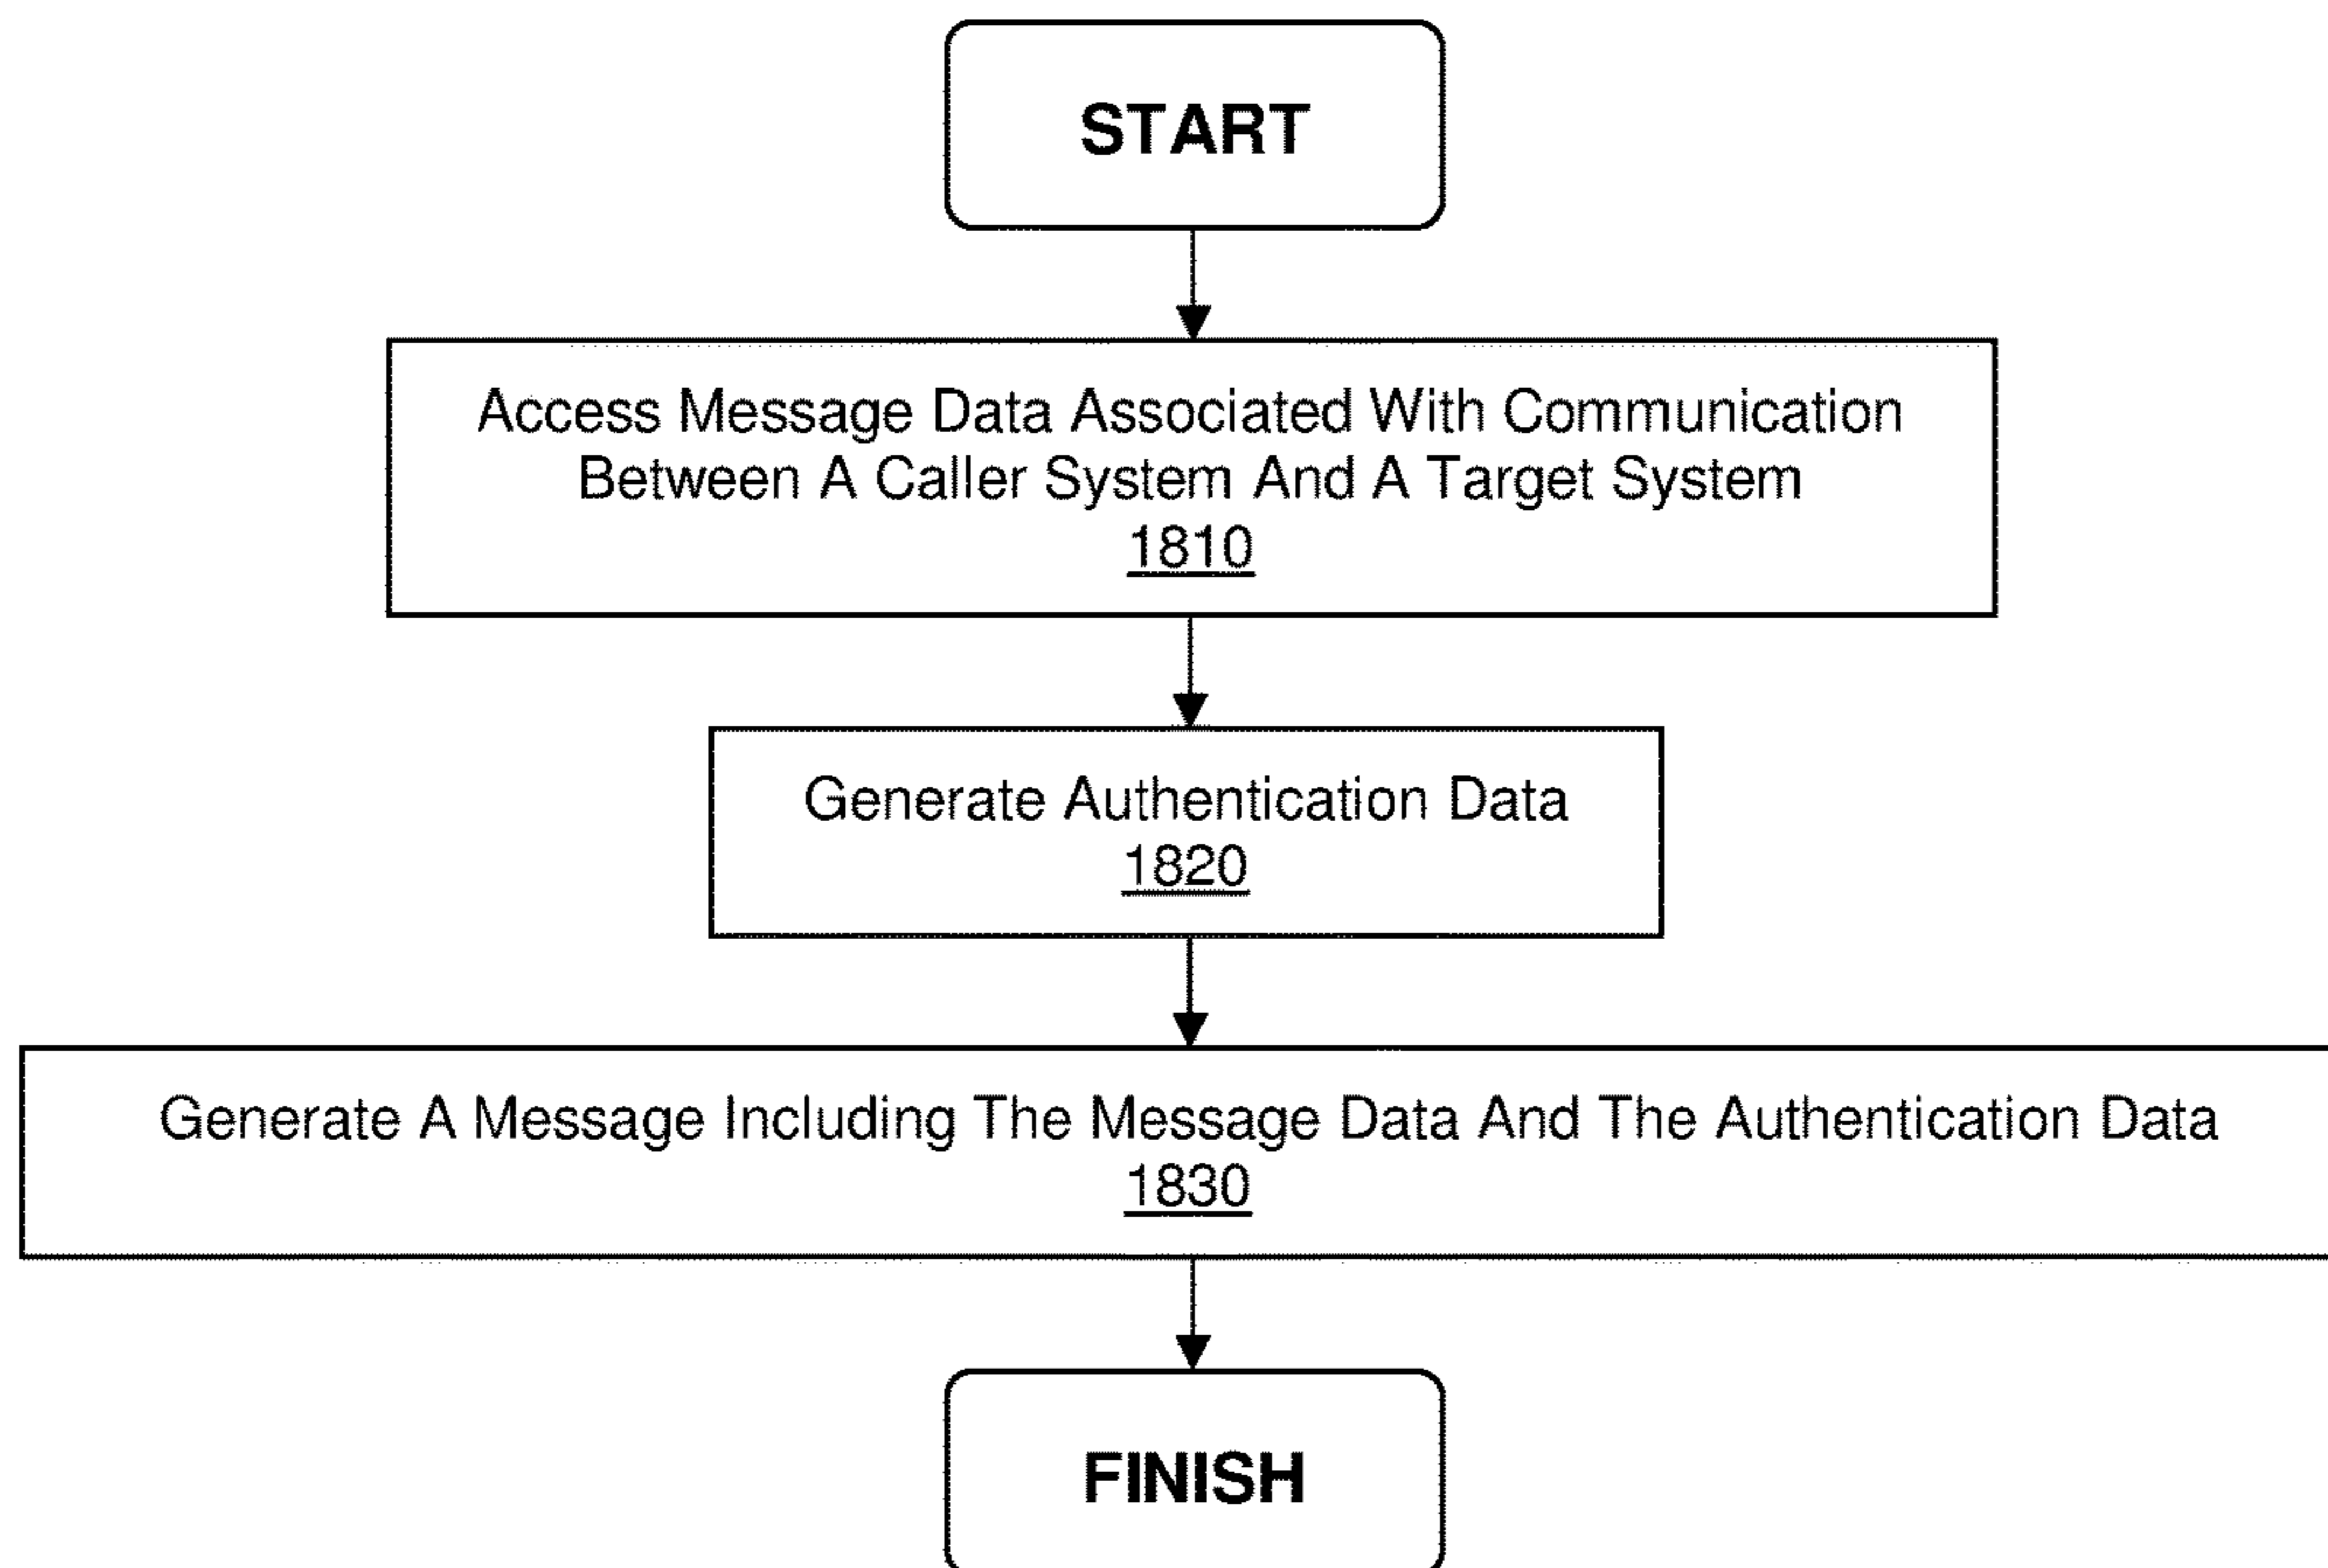 START
Access Message Data Associated With Communication
Between A Caller System And A Target System
1810
Generate Authentication Data
1820
Generate A Message Including The Message Data And The Authentication Data
1830
FINISH